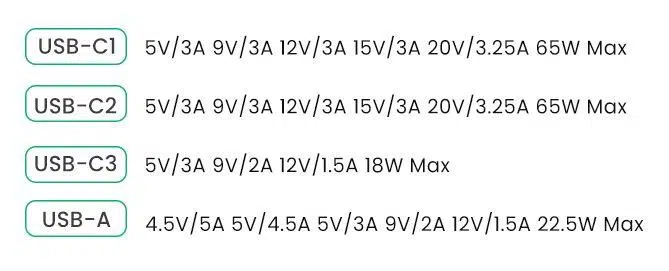 USB-C1 5V/3A 9V/3A 12V/3A 15V/3A 20V/3.25A 65W Max
USB-C2 5V/3A 9V/3A 12V/3A 15V/3A 20V/3.25A 65W Max
USB-C3 5V/3A 9V/2A 12V/1.5A 18W Max
USB-A 4.5V/5A 5V/4.5A 5V/3A 9V/2A 12V/1.5A 22.5W Max